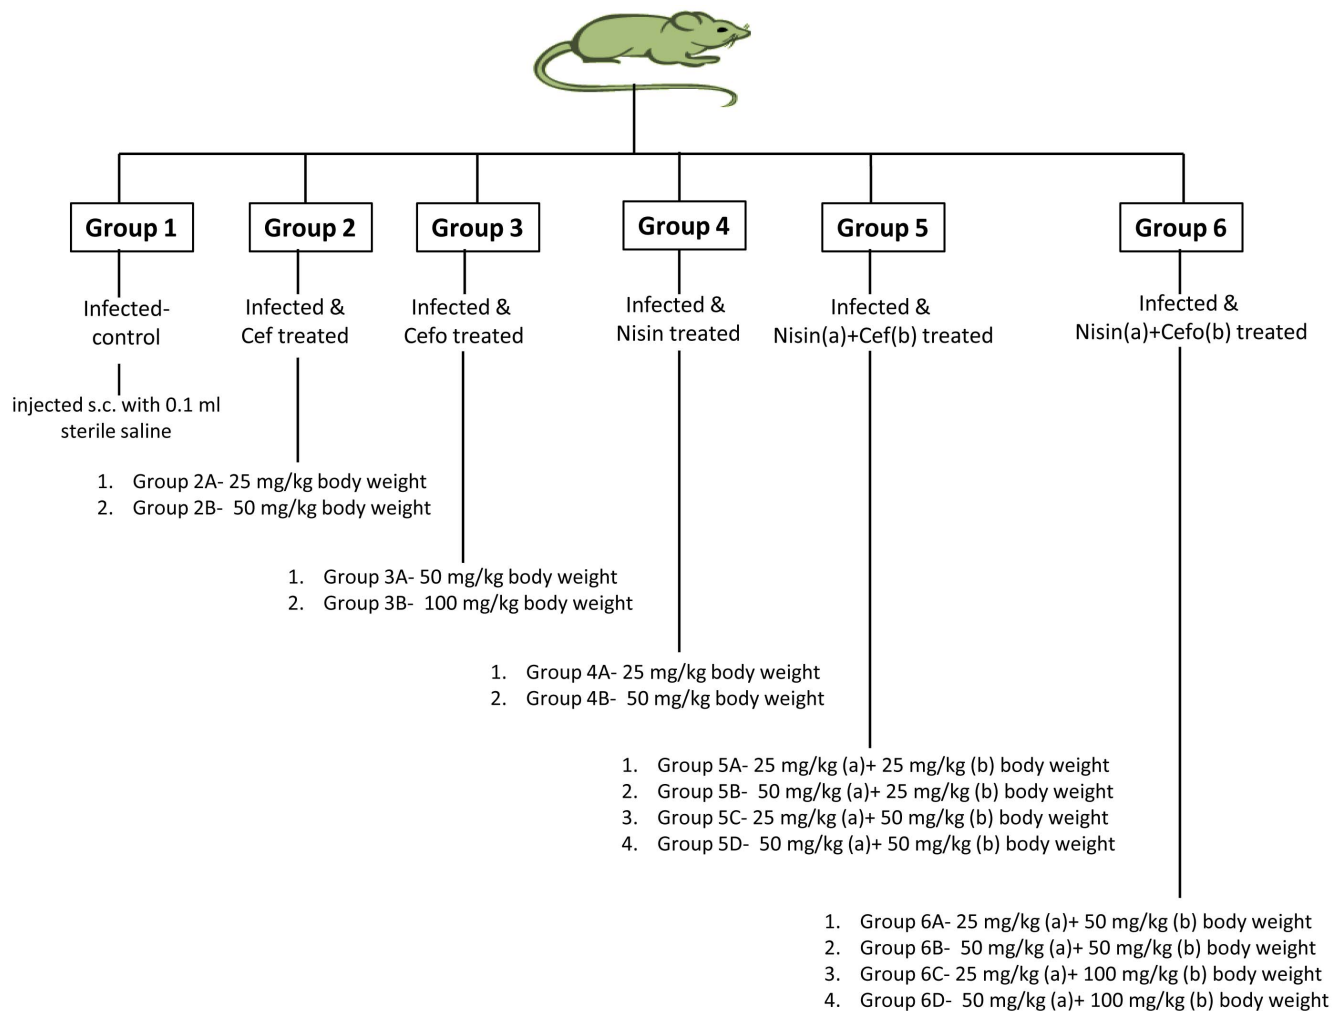 Group 1
Group 2
Group 3
Group 4
Group 5
Group 6
Infected-
control
injected s.c. with 0.1 ml
sterile saline
Infected &
Cef treated
Infected &
Cefo treated
Infected &
Nisin treated
Infected &
Nisin(a)+Cef(b) treated
Infected &
Nisin(a)+Cefo(b) treated
1. Group 2A- 25 mg/kg body weight
2. Group 2B- 50 mg/kg body weight
1. Group 3A- 50 mg/kg body weight
2. Group 3B- 100 mg/kg body weight
1. Group 4A- 25 mg/kg body weight
2. Group 4B- 50 mg/kg body weight
1. Group 5A- 25 mg/kg (a)+ 25 mg/kg (b) body weight
2. Group 5B- 50 mg/kg (a)+ 25 mg/kg (b) body weight
3. Group 5C- 25 mg/kg (a)+ 50 mg/kg (b) body weight
4. Group 5D- 50 mg/kg (a)+ 50 mg/kg (b) body weight
1. Group 6A- 25 mg/kg (a)+ 50 mg/kg (b) body weight
2. Group 6B- 50 mg/kg (a)+ 50 mg/kg (b) body weight
3. Group 6C- 25 mg/kg (a)+ 100 mg/kg (b) body weight
4. Group 6D- 50 mg/kg (a)+ 100 mg/kg (b) body weight